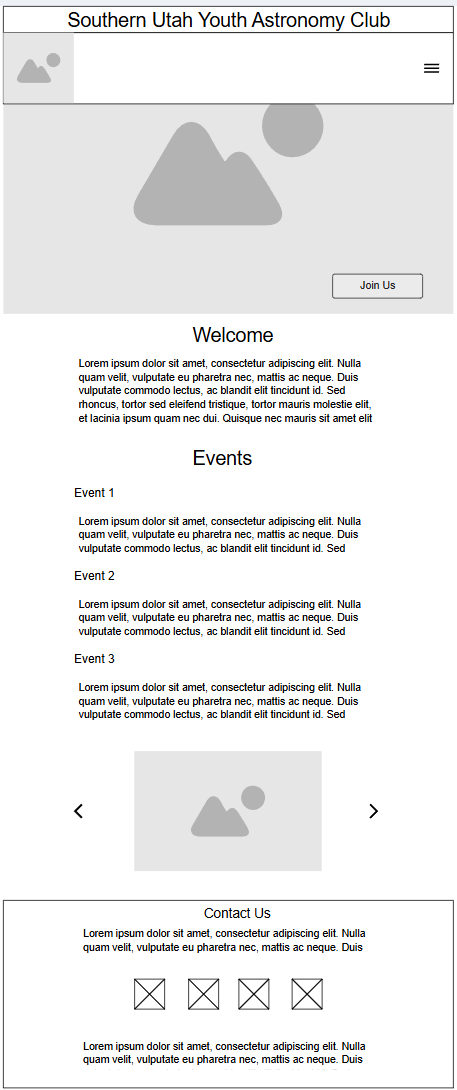 Southern Utah Youth Astronomy Club
Join Us
Welcome
Lorem ipsum dolor sit amet, consectetur adipiscing elit. Nulla
quam velit, vulputate eu pharetra nec, mattis ac neque. Duis
vulputate commodo lectus, ac blandit elit tincidunt id. Sed
rhoncus, tortor sed eleifend tristique, tortor mauris molestie elit,
et lacinia ipsum quam nec dui. Quisque nec mauris sit amet elit
Events
Event 1
Lorem ipsum dolor sit amet, consectetur adipiscing elit. Nulla
quam velit, vulputate eu pharetra nec, mattis ac neque. Duis
vulputate commodo lectus, ac blandit elit tincidunt id. Sed
Event 2
Lorem ipsum dolor sit amet, consectetur adipiscing elit. Nulla
quam velit, vulputate eu pharetra nec, mattis ac neque. Duis
vulputate commodo lectus, ac blandit elit tincidunt id. Sed
Event 3
Lorem ipsum dolor sit amet, consectetur adipiscing elit. Nulla
quam velit, vulputate eu pharetra nec, mattis ac neque. Duis
vulputate commodo lectus, ac blandit elit tincidunt id. Sed
Contact Us
Lorem ipsum dolor sit amet, consectetur adipiscing elit. Nulla
quam velit, vulputate eu pharetra nec, mattis ac neque. Duis
Lorem ipsum dolor sit amet, consectetur adipiscing elit. Nulla
quam velit, vulputate eu pharetra nec, mattis ac neque. Duis